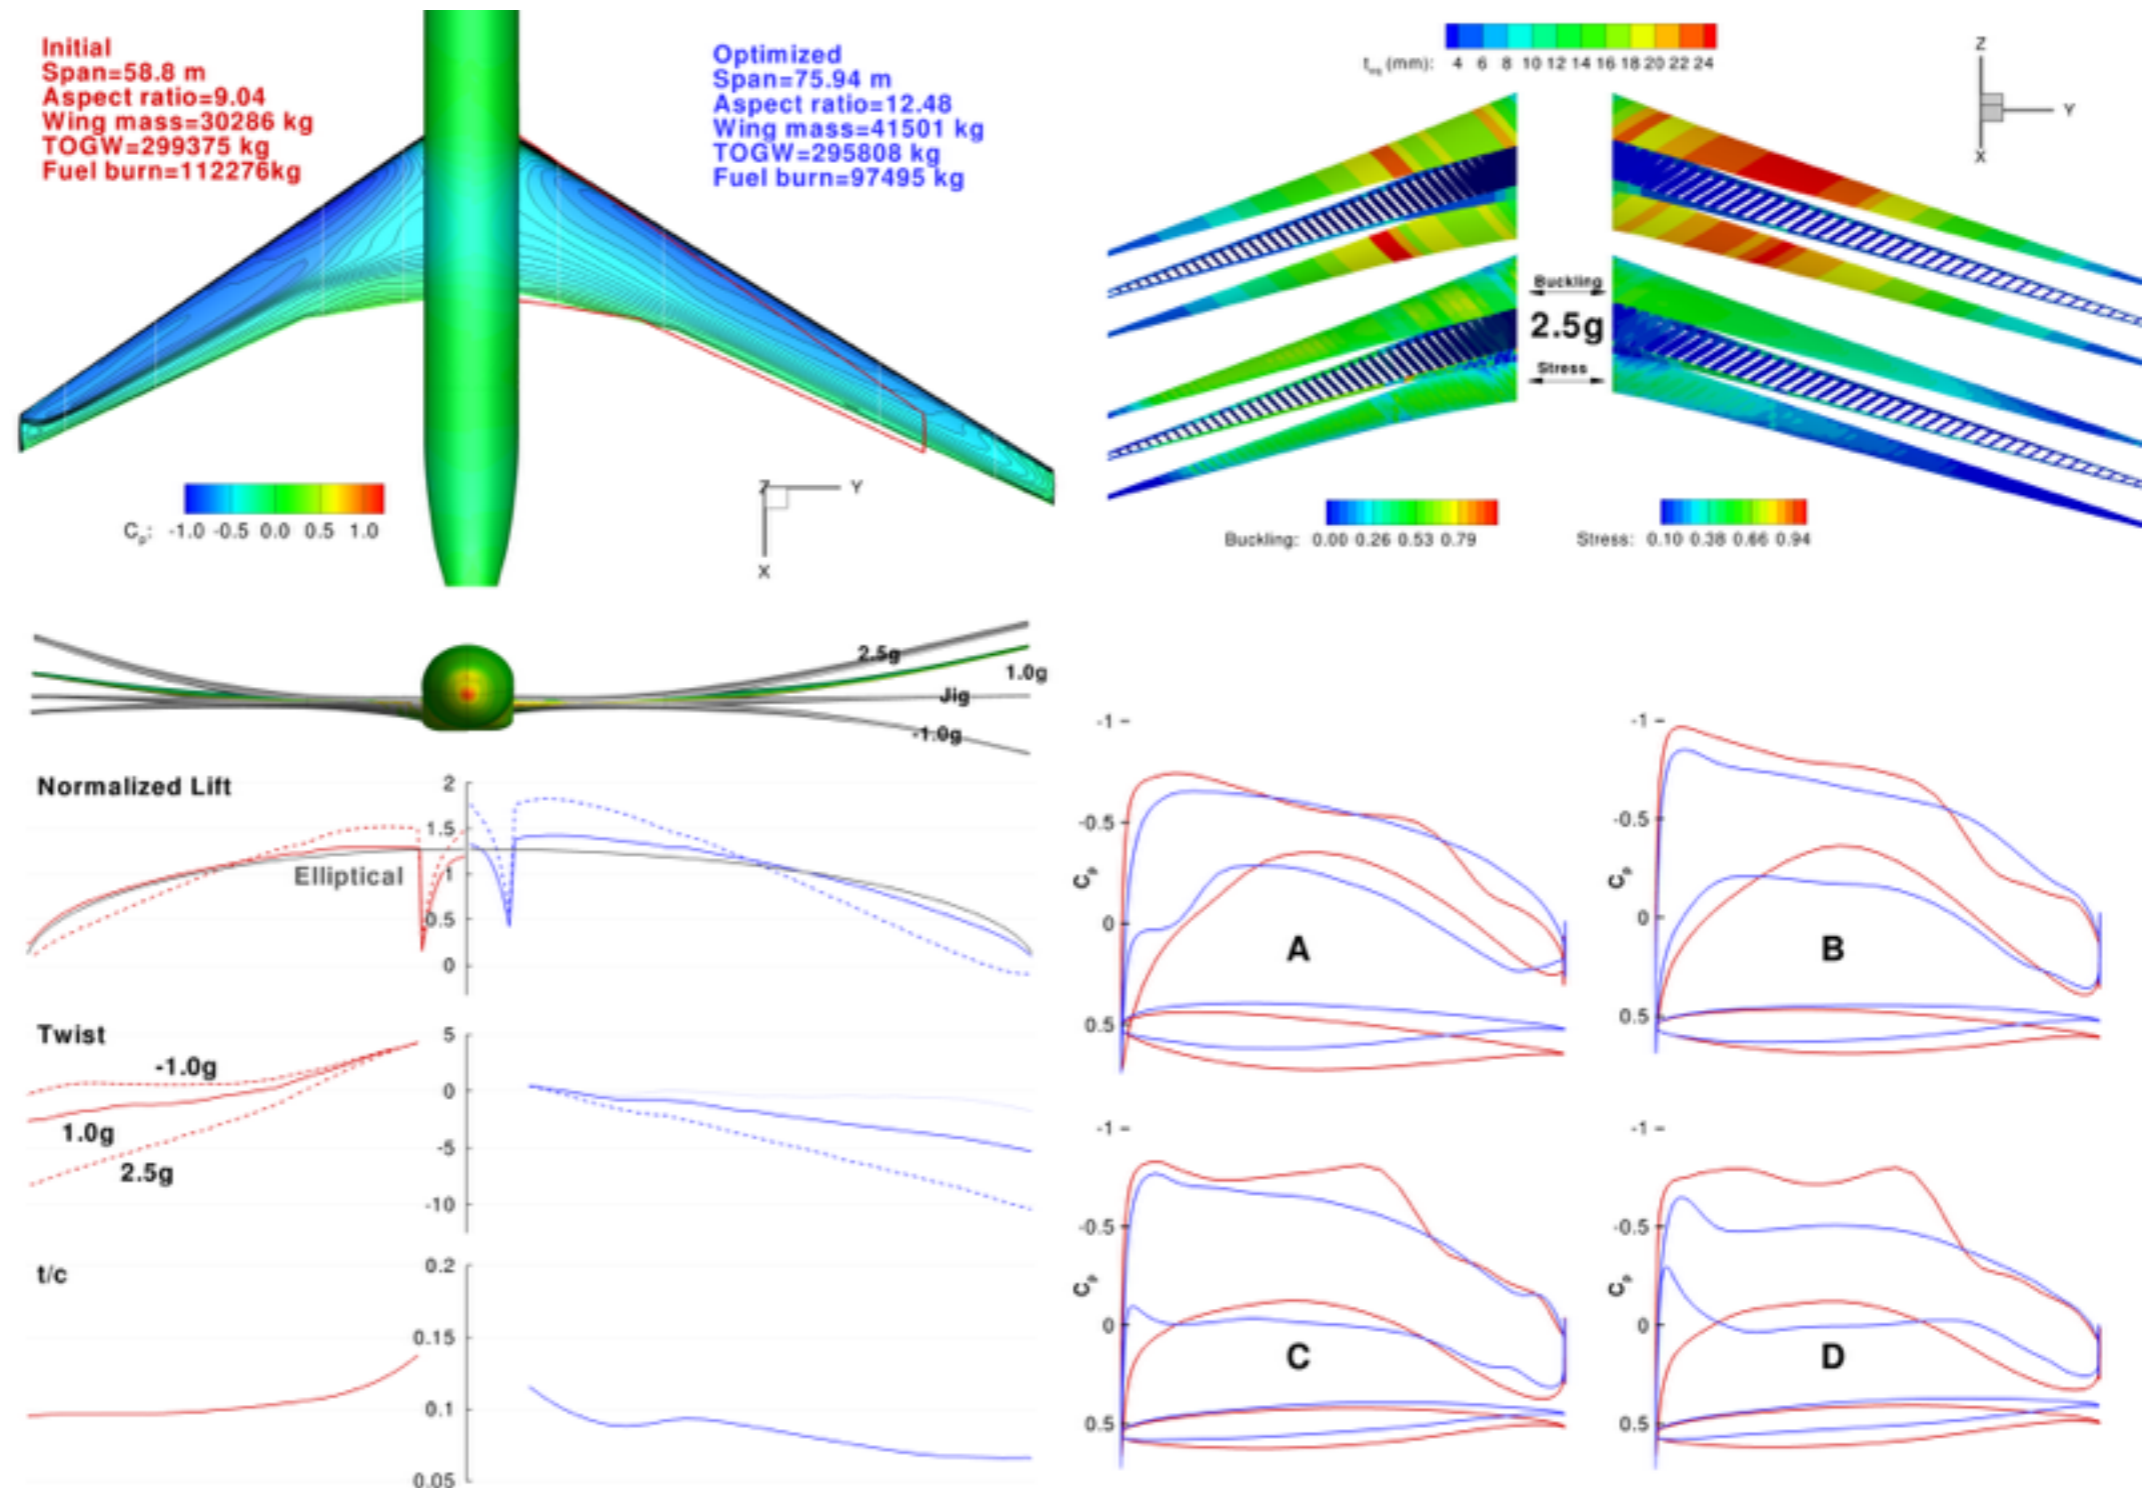 Initial
Span=58.8 m
Aspect ratio=9.04
Wing mass=30286 kg
TOGW=299375 kg
Fuel burn=112276kg
Optimized
Span=75.94 m
Aspect ratio=12.48
Wing mass=41501 kg
TOGW=295808 kg
Fuel burn=97495 kg
Cp: -1.0 -0.5 0.0 0.5 1.0
Z Y
X
(mm): 4 6 8 10 12 14 16 18 20 22 24
Z
Y
X
Buckling
2.5g
Stress
Buckling: 0.00 0.26 0.53 0.79
Stress: 0.10 0.38 0.66 0.94
2.5g
1.0g
Jig
-1.0g
Normalized Lift
2
1.5
1
0.5
0
Elliptical
Twist
5
0
-5
-10
-1.0g
1.0g
2.5g
t/c
0.2
0.15
0.1
0.05
-1
-0.5
0
0.5
Cp
A
-1
-0.5
0
0.5
Cp
B
-1
-0.5
0
0.5
Cp
C
-1
-0.5
0
0.5
Cp
D